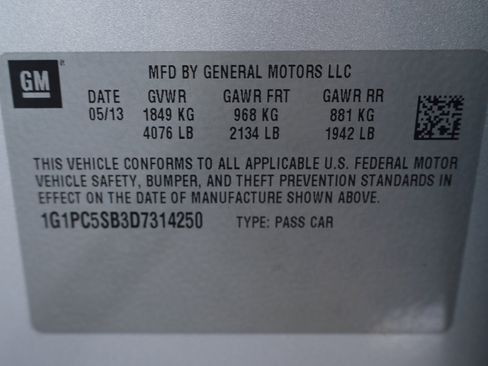 GM
MFD BY GENERAL MOTORS LLC
DATE GVWR GAWR FRT GAWR RR
05/13 1849 KG 968 KG 881 KG
4076 LB 2134 LB 1942 LB
THIS VEHICLE CONFORMS TO ALL APPLICABLE U.S. FEDERAL MOTOR
VEHICLE SAFETY, BUMPER, AND THEFT PREVENTION STANDARDS IN
EFFECT ON THE DATE OF MANUFACTURE SHOWN ABOVE.
1G1PC5SB3D7314250 TYPE: PASS CAR